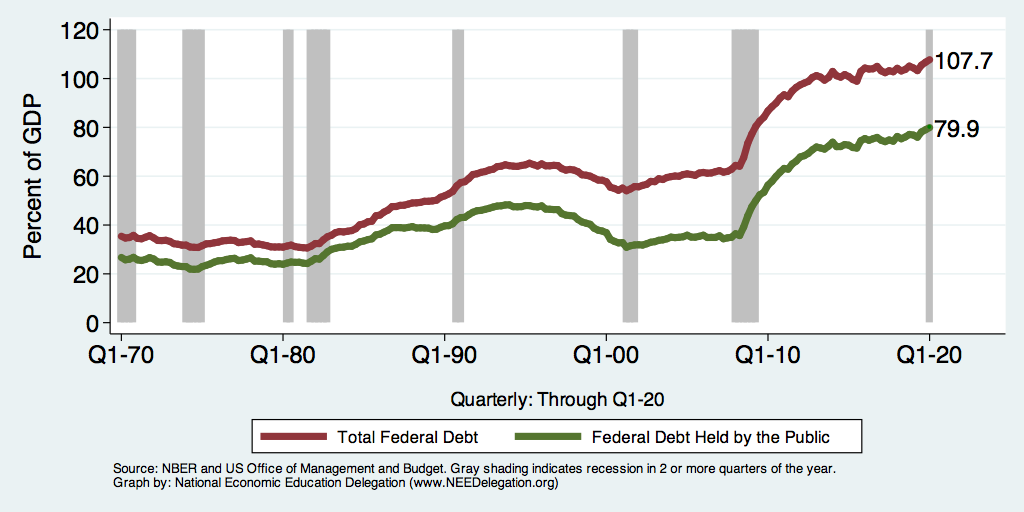 120
100
80
60
40
20
0
Percent of GDP
107.7
79.9
Q1-70 Q1-80 Q1-90 Q1-00 Q1-10 Q1-20
Quarterly: Through Q1-20
Total Federal Debt Federal Debt Held by the Public
Source: NBER and US Office of Management and Budget. Gray shading indicates recession in 2 or more quarters of the year.
Graph by: National Economic Education Delegation (www.NEEDelegation.org)